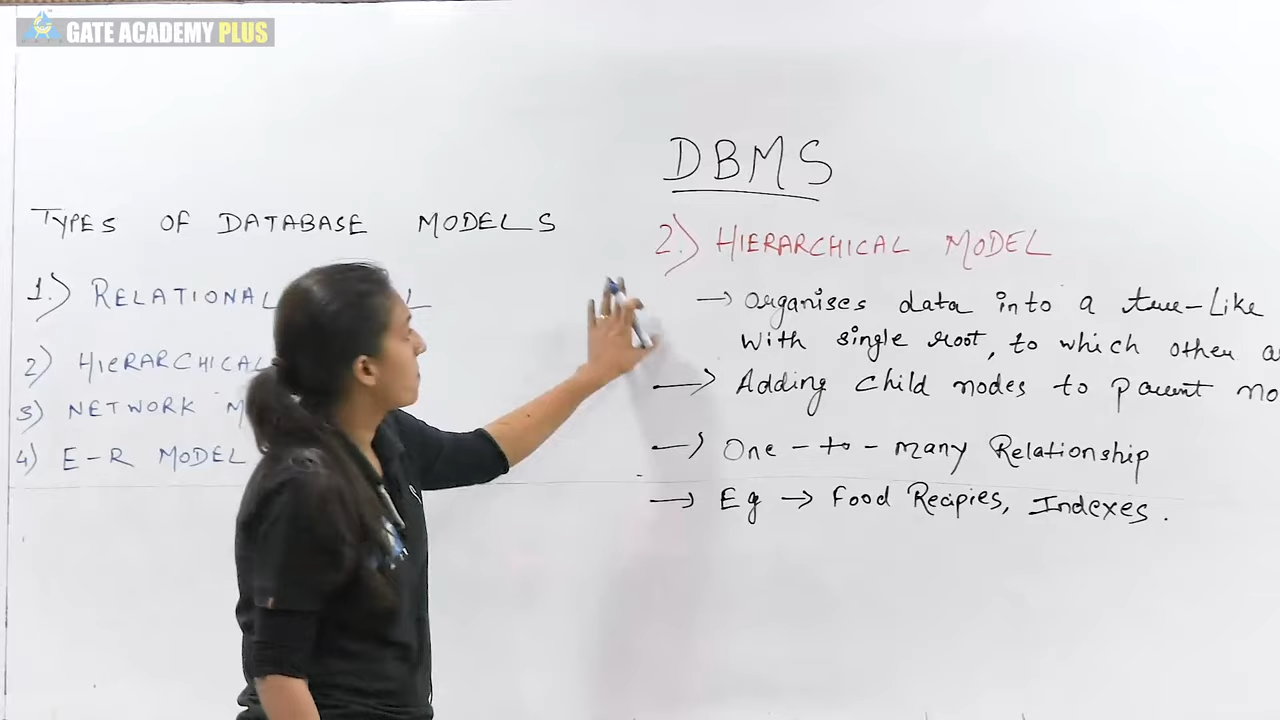 GATE ACADEMY PLUS
TYPES OF DATABASE MODELS
1.) RELATIONAL
2) HIERARCHICAL
3) NETWORK M
4) E-R MODEL
DBMS
2.) HIERARCHICAL MODEL
→ Organises data into a tree-Like
With single root, to which other
→ Adding Child nodes to parent
→ One-to-many Relationship
→ Eg → Food Recipies, Indexes.